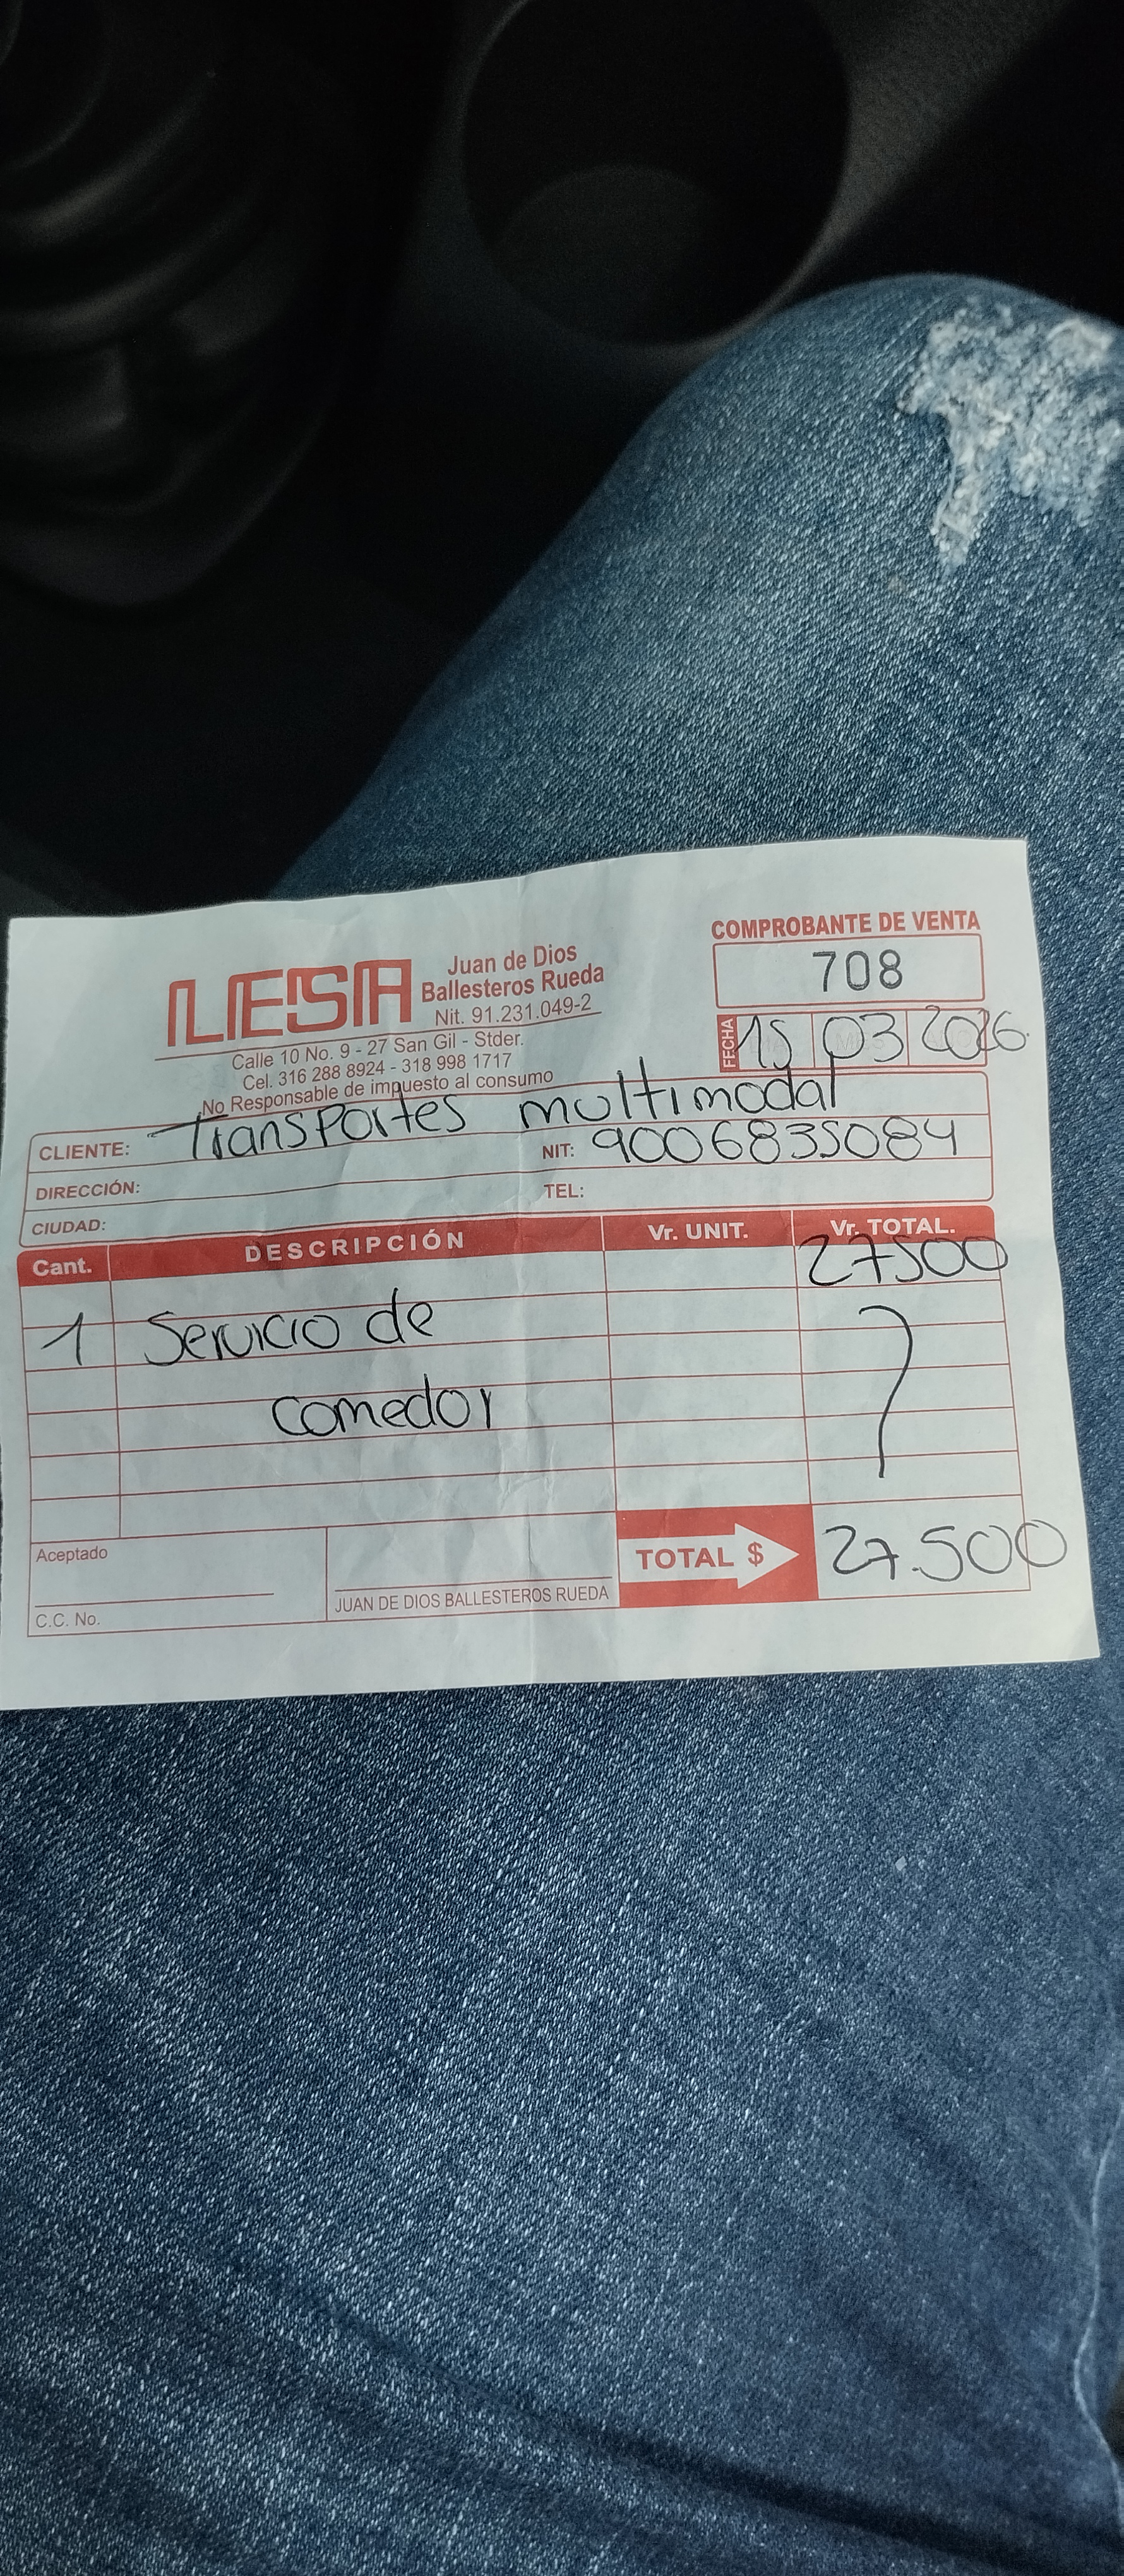 COMPROBANTE DE VENTA
708
LESA
Juan de Dios
Ballesteros Rueda
Nit. 91.231.049-2
Calle 10 No. 9 - 27 San Gil - Stder.
Cel. 316 288 8924 - 318 998 1717
No Responsable de impuesto al consumo
FECHA 15 03 2026
CLIENTE: Transportes multimodal
NIT: 9006835084
DIRECCIÓN:
TEL:
CIUDAD:
Cant. DESCRIPCIÓN Vr. UNIT. Vr. TOTAL.
27500
1 Servicio de
comedor
Aceptado
C.C. No.
JUAN DE DIOS BALLESTEROS RUEDA
TOTAL $ 27.500